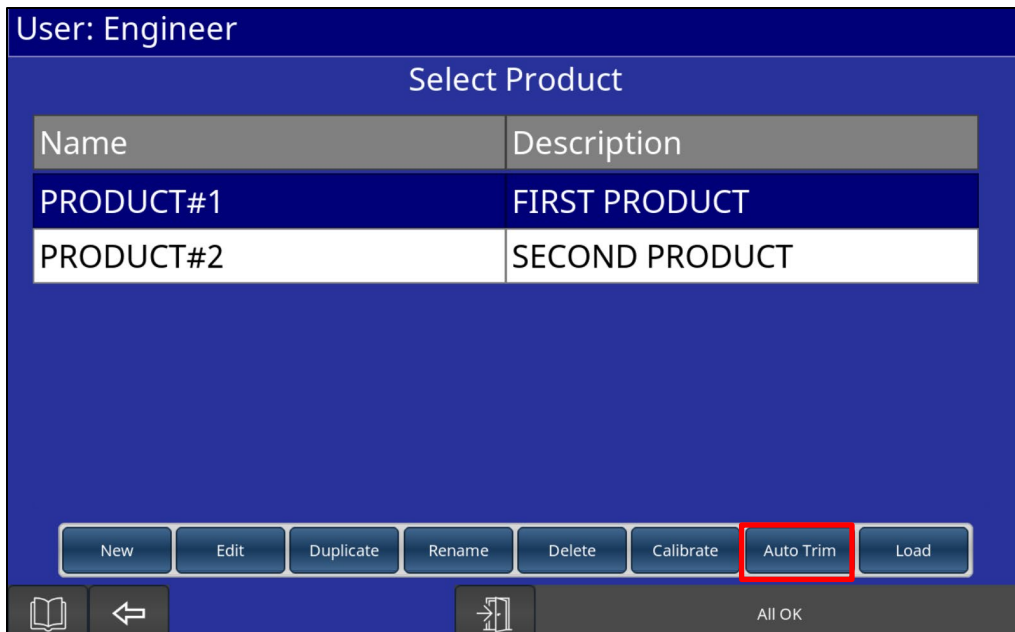 User: Engineer
Select Product
Name Description
PRODUCT#1 FIRST PRODUCT
PRODUCT#2 SECOND PRODUCT
New Edit Duplicate Rename Delete Calibrate Auto Trim Load
All OK